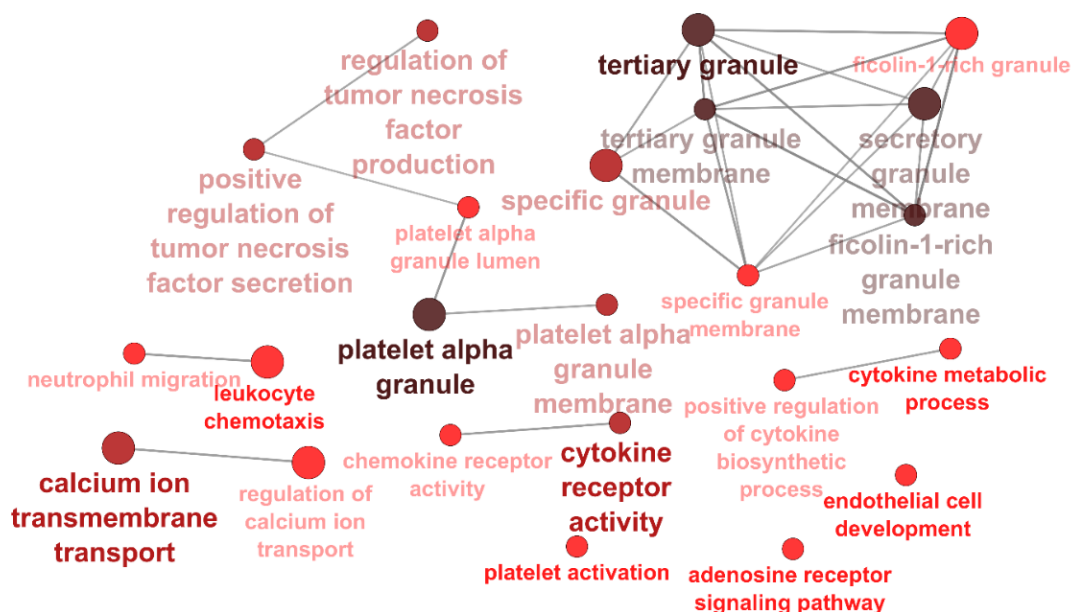 regulation of
tumor necrosis
factor
production
tertiary granule
ficolin-1-rich granule
tertiary granule
membrane
secretory
granule
membrane
positive
regulation of
tumor necrosis
factor secretion
specific granule
platelet alpha
granule lumen
ficolin-1-rich
granule
membrane
specific granule
membrane
platelet alpha
granule
platelet alpha
granule
membrane
neutrophil migration
leukocyte
chemotaxis
cytokine metabolic
process
positive regulation
of cytokine
biosynthetic
process
chemokine receptor
activity
cytokine
receptor
activity
calcium ion
transmembrane
transport
regulation of
calcium ion
transport
endothelial cell
development
platelet activation
adenosine receptor
signaling pathway